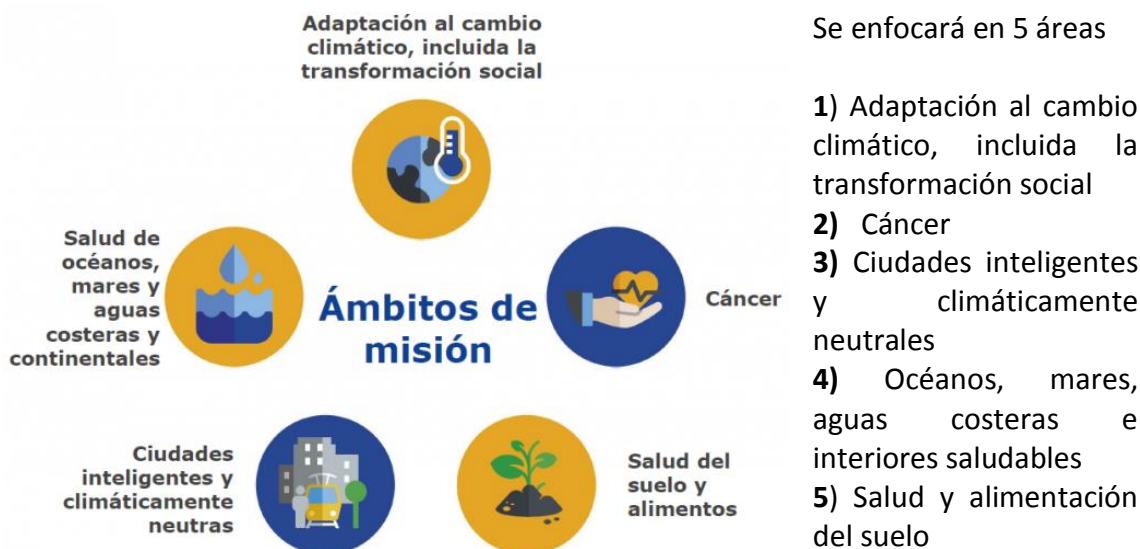 Adaptación al cambio
climático, incluida la
transformación social
Salud de
océanos,
mares y
aguas
costeras y
continentales
Ámbitos de
misión
Cáncer
Ciudades
inteligentes y
climáticamente
neutras
Salud del
suelo y
alimentos
Se enfocará en 5 áreas
1) Adaptación al cambio
climático, incluida la
transformación social
2) Cáncer
3) Ciudades inteligentes
y climáticamente
neutrales
4) Océanos, mares,
aguas costeras e
interiores saludables
5) Salud y alimentación
del suelo